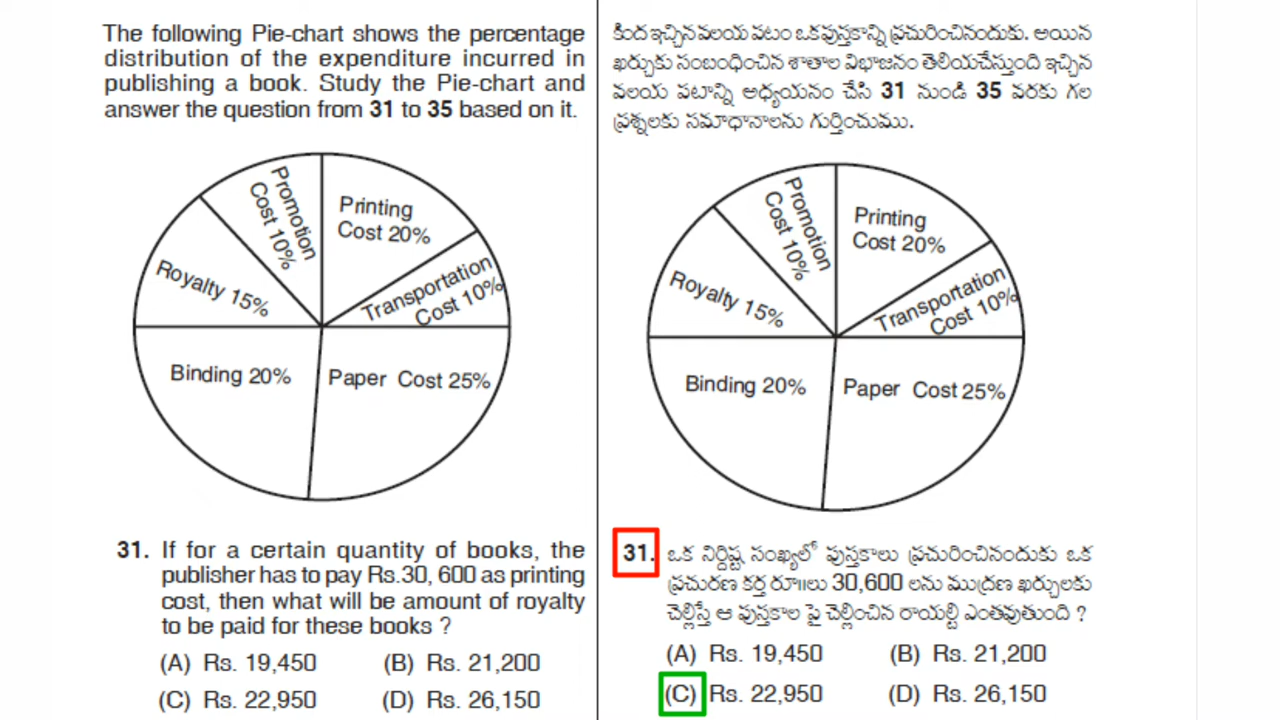 The following Pie-chart shows the percentage
distribution of the expenditure incurred in
publishing a book. Study the Pie-chart and
answer the question from 31 to 35 based on it.
Promotion
Cost 10%
Printing
Cost 20%
Royalty 15%
Transportation
Cost 10%
Binding 20%
Paper Cost 25%
31. If for a certain quantity of books, the
publisher has to pay Rs.30, 600 as printing
cost, then what will be amount of royalty
to be paid for these books ?
(A) Rs. 19,450 (B) Rs. 21,200
(C) Rs. 22,950 (D) Rs. 26,150
కింద ఇచ్చిన వలయ పటం ఒక పుస్తకాన్ని ప్రచురించినందుకు. అయిన
ఖర్చుకు సంబంధించిన శాతాల విభాజనం తెలియచేస్తుంది ఇచ్చిన
వలయ పటాన్ని అధ్యయనం చేసి 31 నుండి 35 వరకు గల
ప్రశ్నలకు సమాధానాలను గుర్తించుము.
Promotion
Cost 10%
Printing
Cost 20%
Royalty 15%
Transportation
Cost 10%
Binding 20%
Paper Cost 25%
31. ఒక నిర్దిష్ట సంఖ్యలో పుస్తకాలు ప్రచురించినందుకు ఒక
ప్రచురణ కర్త రూ॥లు 30,600 లను ముద్రణ ఖర్చులకు
చెల్లిస్తే ఆ పుస్తకాల పై చెల్లించిన రాయల్టి ఎంతవుతుంది ?
(A) Rs. 19,450 (B) Rs. 21,200
(C) Rs. 22,950 (D) Rs. 26,150